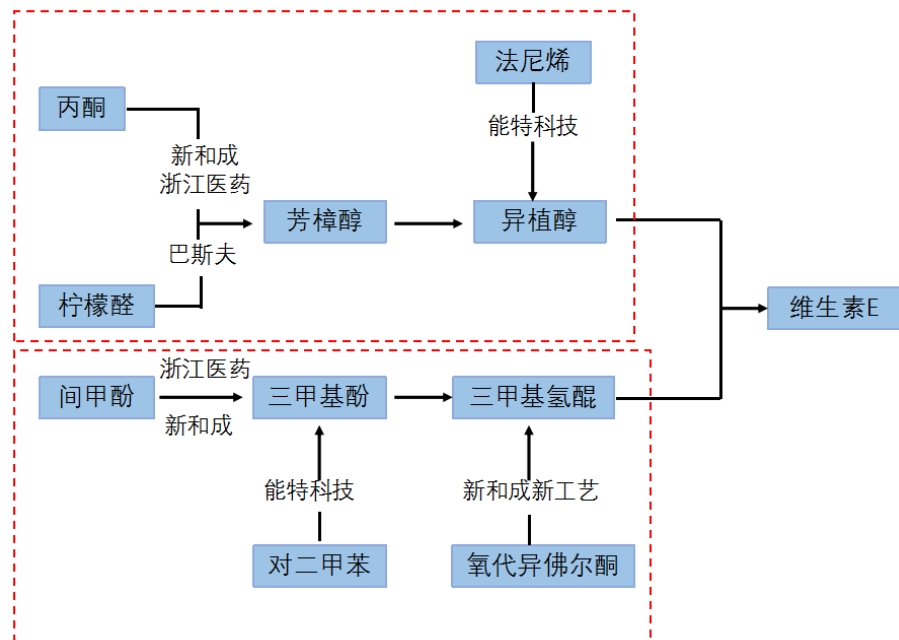 法尼烯
丙酮
能特科技
新和成
浙江医药
芳樟醇
异植醇
巴斯夫
柠檬醛
维生素E
浙江医药
间甲酚
三甲基酚
三甲基氢醌
新和成
能特科技
新和成新工艺
对二甲苯
氧代异佛尔酮